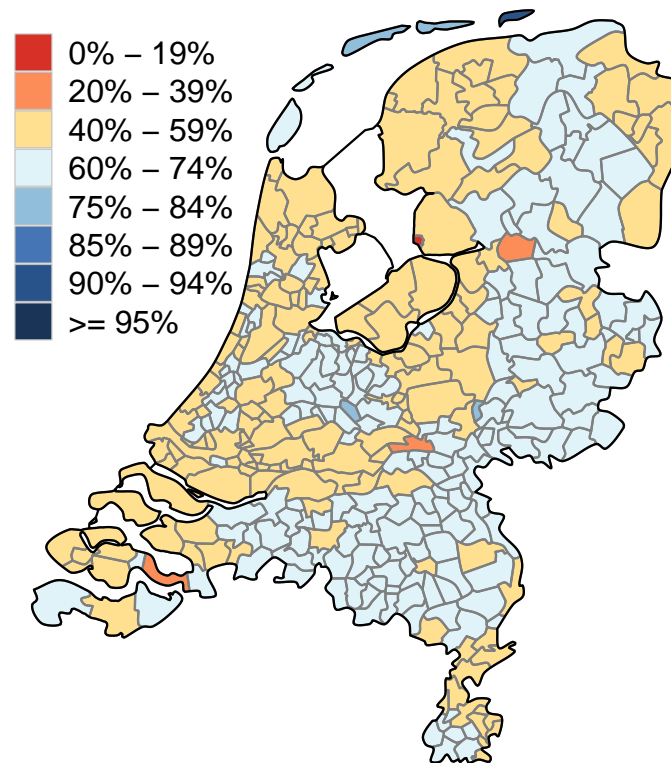 0% – 19%
20% – 39%
40% – 59%
60% – 74%
75% – 84%
85% – 89%
90% – 94%
>= 95%